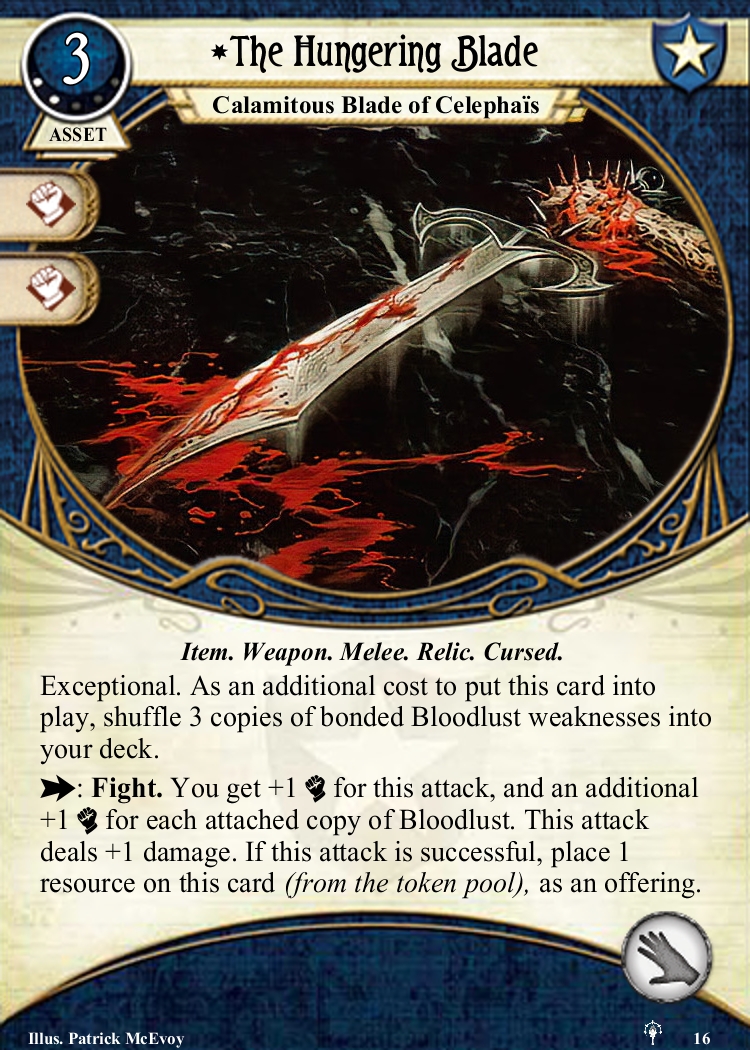 3
✷The Hungering Blade
Calamitous Blade of Celephaïs
ASSET
Item. Weapon. Melee. Relic. Cursed.
Exceptional. As an additional cost to put this card into
play, shuffle 3 copies of bonded Bloodlust weaknesses into
your deck.
: Fight. You get +1 for this attack, and an additional
+1 for each attached copy of Bloodlust. This attack
deals +1 damage. If this attack is successful, place 1
resource on this card (from the token pool), as an offering.
Illus. Patrick McEvoy
16